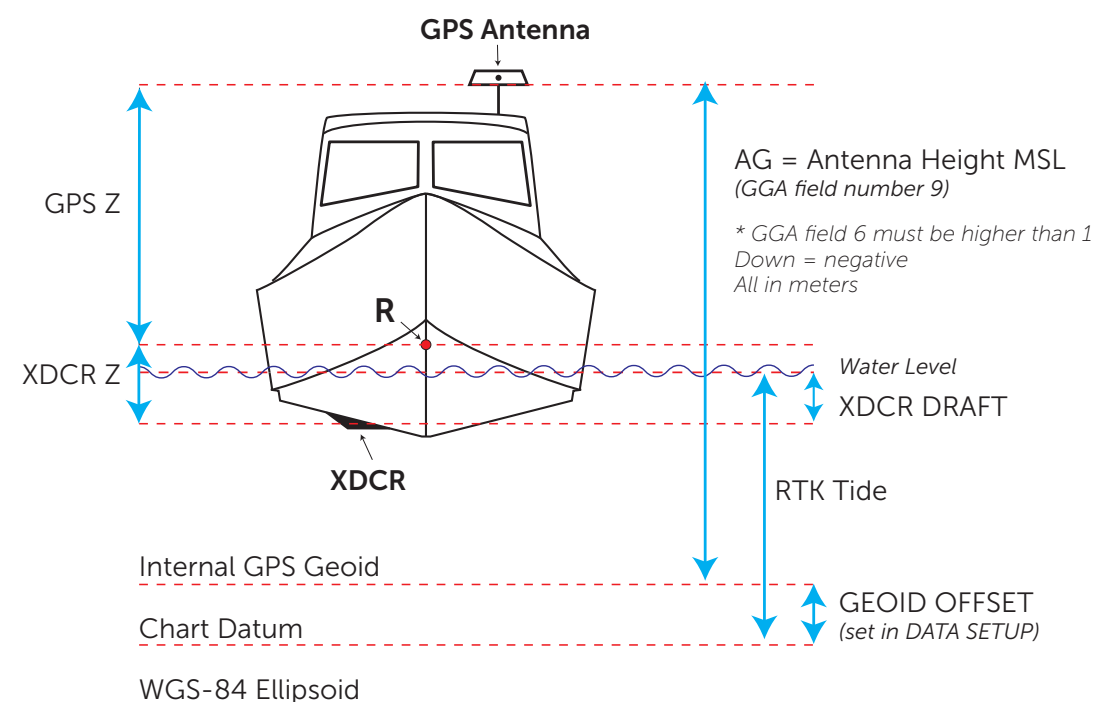 GPS Antenna
GPS Z
AG = Antenna Height MSL
(GGA field number 9)
* GGA field 6 must be higher than 1
Down = negative
All in meters
R
XDCR Z
Water Level
XDCR DRAFT
XDCR
RTK Tide
Internal GPS Geoid
GEOID OFFSET
(set in DATA SETUP)
Chart Datum
WGS-84 Ellipsoid